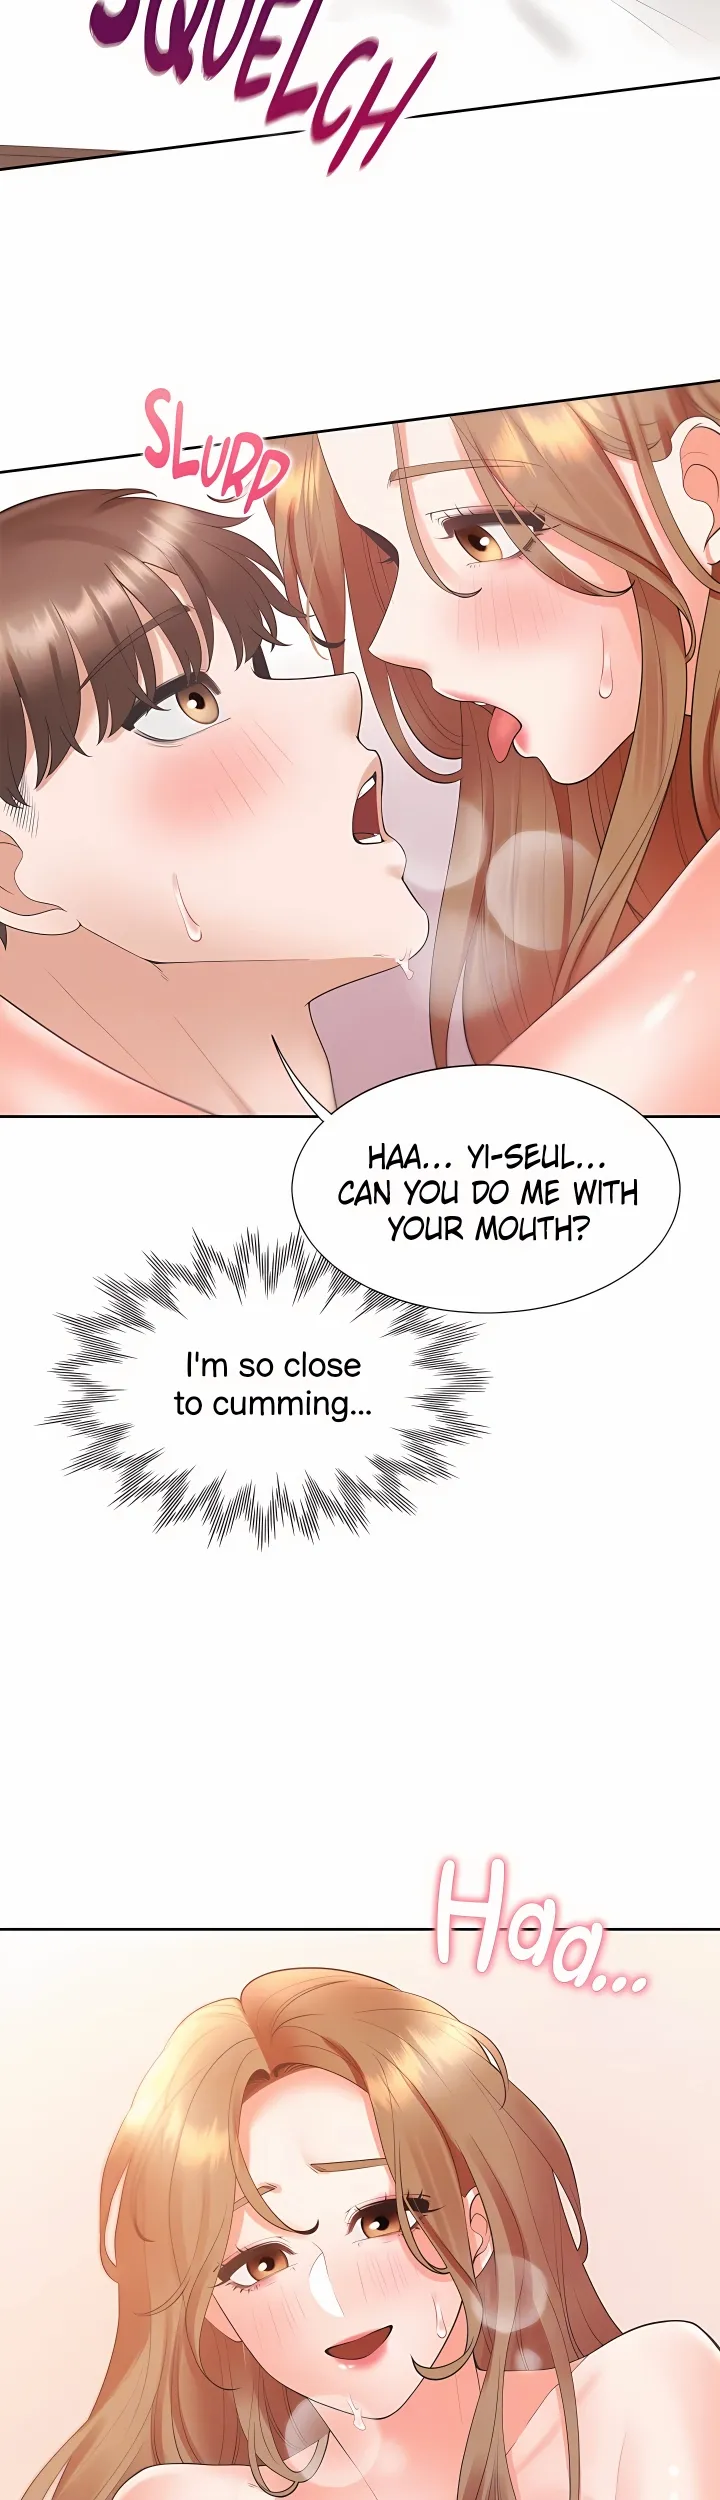 SQUELCH
SLURP
HAA... YI-SEUL...
CAN YOU DO ME WITH
YOUR MOUTH?
I'm so close
to cumming...
Haa...